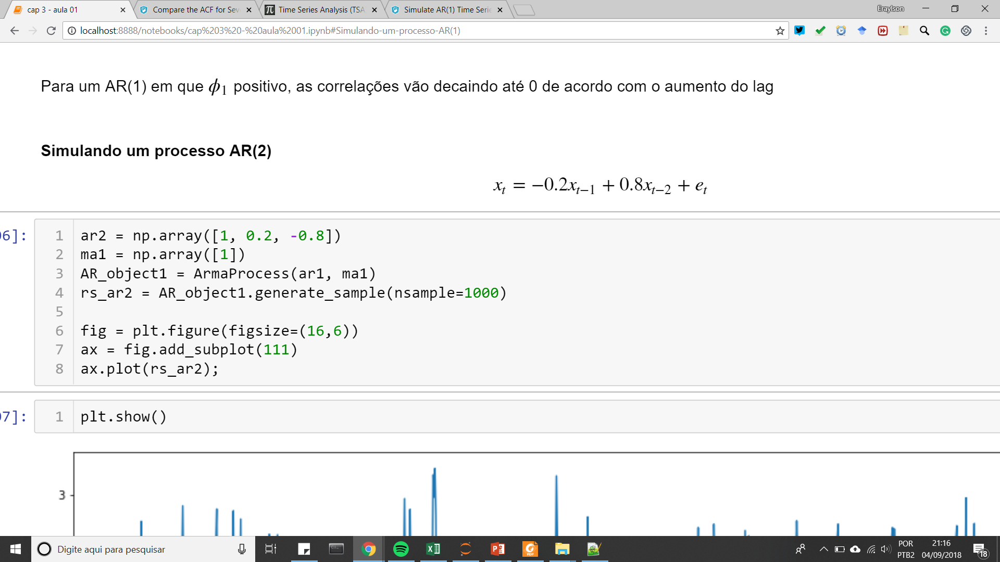 cap 3 - aula 01
Compare the ACF for Sev
Time Series Analysis (TSA
Simulate AR(1) Time Serie
Eraylson
localhost:8888/notebooks/cap%203%20-%20aula%2001.ipynb#Simulando-um-processo-AR(1)
Para um AR(1) em que ϕ₁ positivo, as correlações vão decaindo até 0 de acordo com o aumento do lag
Simulando um processo AR(2)
xₜ = −0.2xₜ₋₁ + 0.8xₜ₋₂ + eₜ
6]:
1 ar2 = np.array([1, 0.2, -0.8])
2 ma1 = np.array([1])
3 AR_object1 = ArmaProcess(ar1, ma1)
4 rs_ar2 = AR_object1.generate_sample(nsample=1000)
5
6 fig = plt.figure(figsize=(16,6))
7 ax = fig.add_subplot(111)
8 ax.plot(rs_ar2);
7]:
1 plt.show()
3
Digite aqui para pesquisar
POR
PTB2
21:16
04/09/2018
18